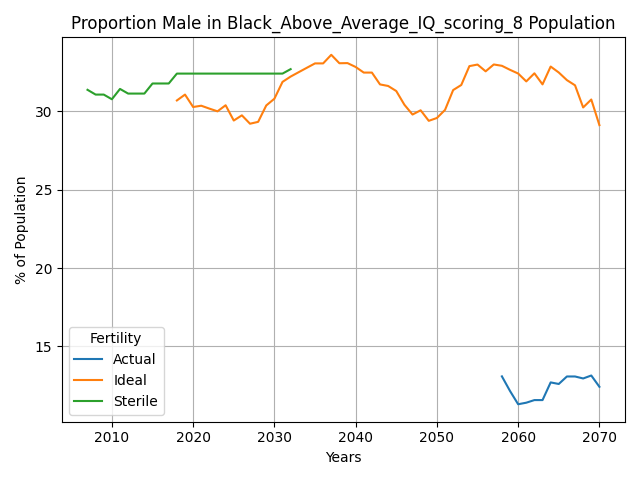 Proportion Male in Black_Above_Average_IQ_scoring_8 Population
% of Population
30
25
20
15
Fertility
Actual
Ideal
Sterile
2010 2020 2030 2040 2050 2060 2070
Years